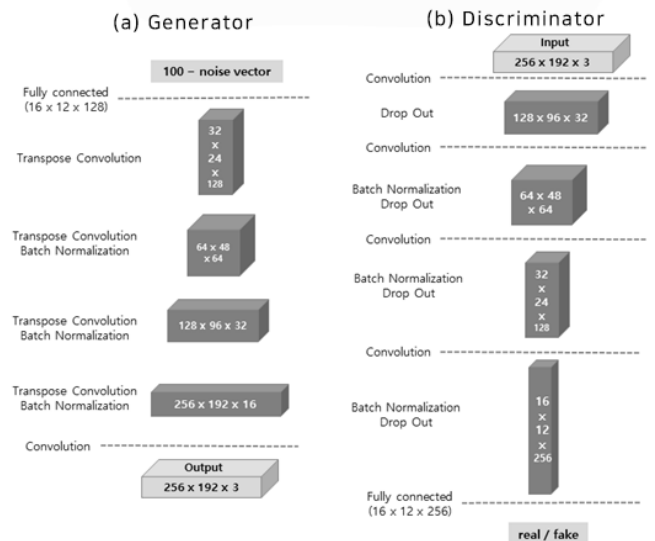 (a) Generator
100 – noise vector
Fully connected
(16 x 12 x 128)
32
x
24
x
128
Transpose Convolution
Transpose Convolution
Batch Normalization
64 x 48
x 64
Transpose Convolution
Batch Normalization
128 x 96 x 32
Transpose Convolution
Batch Normalization
256 x 192 x 16
Convolution
Output
256 x 192 x 3
(b) Discriminator
Input
256 x 192 x 3
Convolution
Drop Out
128 x 96 x 32
Convolution
Batch Normalization
Drop Out
64 x 48
x 64
Convolution
Batch Normalization
Drop Out
32
x
24
x
128
Convolution
Batch Normalization
Drop Out
16
x
12
x
256
Fully connected
(16 x 12 x 256)
real / fake